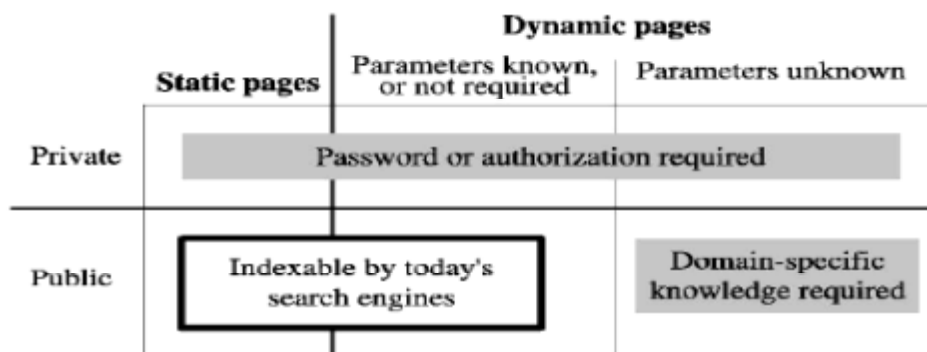 Dynamic pages
Static pages
Parameters known,
or not required
Parameters unknown
Private
Password or authorization required
Public
Indexable by today's
search engines
Domain-specific
knowledge required